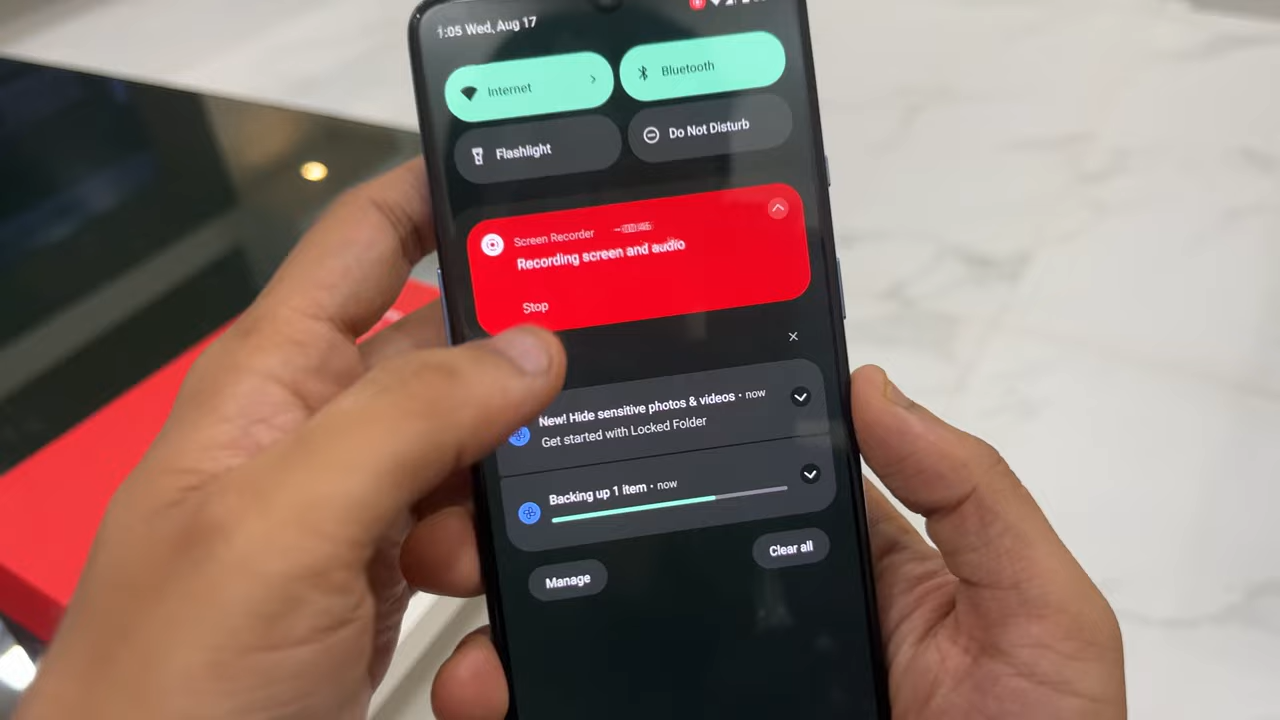 1:05 Wed, Aug 17
Internet
Bluetooth
Flashlight
Do Not Disturb
Screen Recorder
Recording screen and audio
Stop
New! Hide sensitive photos & videos • now
Get started with Locked Folder
Backing up 1 item • now
Manage
Clear all